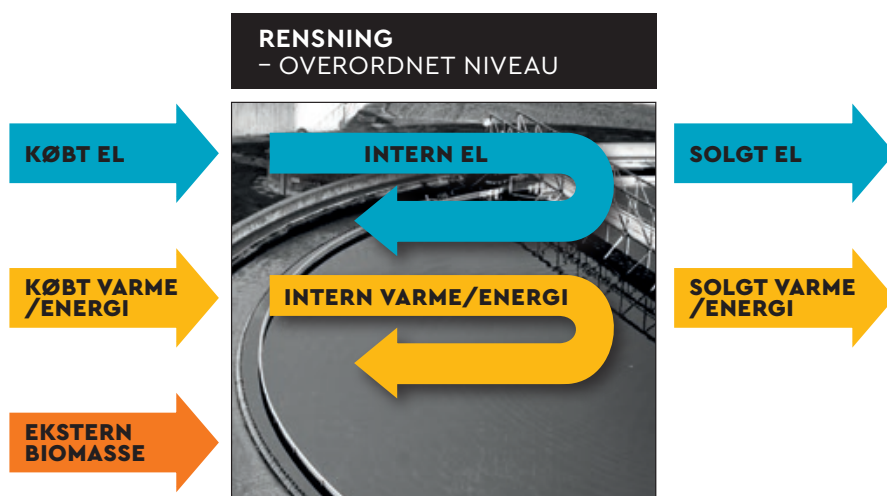 RENSNING
– OVERORDNET NIVEAU
KØBT EL
INTERN EL
SOLGT EL
KØBT VARME
/ENERGI
INTERN VARME/ENERGI
SOLGT VARME
/ENERGI
EKSTERN
BIOMASSE